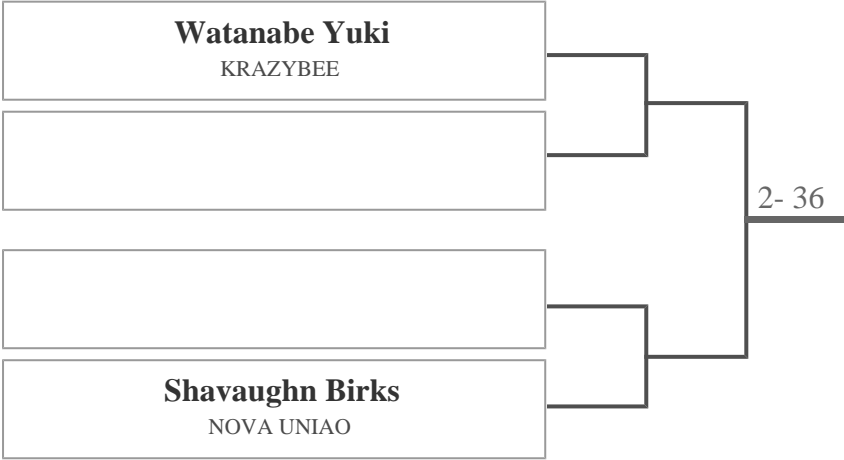 Watanabe Yuki
KRAZYBEE
2- 36
Shavaughn Birks
NOVA UNIAO